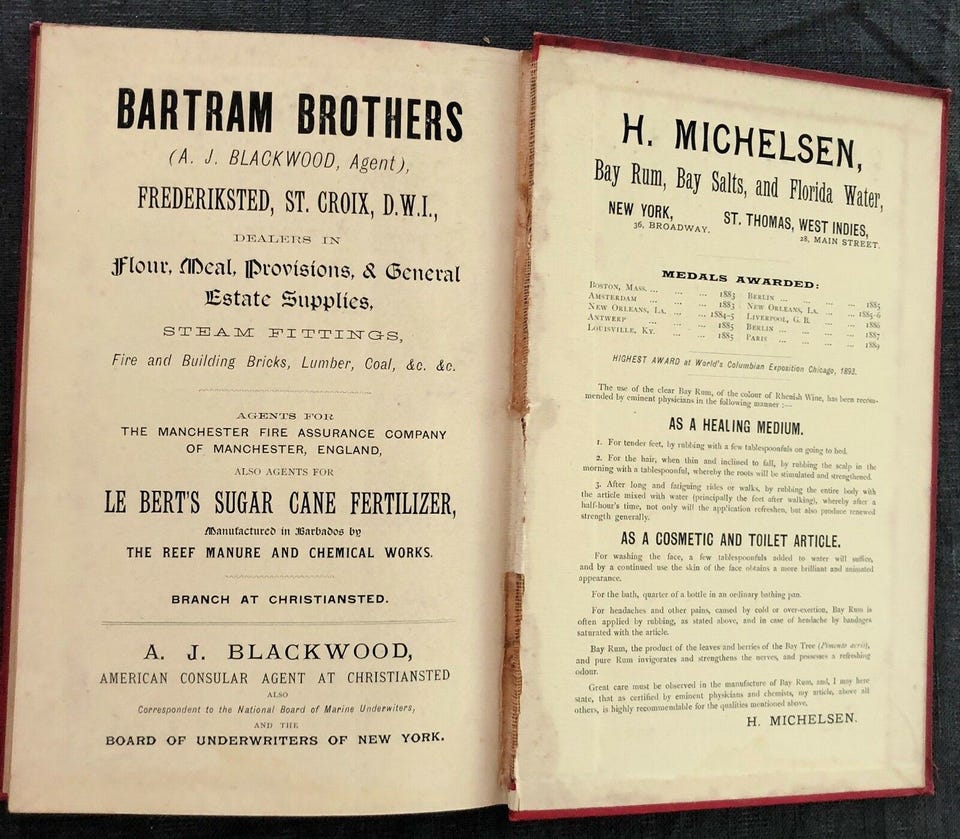 BARTRAM BROTHERS
(A. J. BLACKWOOD, Agent),
FREDERIKSTED, ST. CROIX, D.W.I.,
DEALERS IN
Flour, Meal, Provisions, & General
Estate Supplies,
STEAM FITTINGS,
Fire and Building Bricks, Lumber, Coal, &c. &c.
AGENTS FOR
THE MANCHESTER FIRE ASSURANCE COMPANY
OF MANCHESTER, ENGLAND,
ALSO AGENTS FOR
LE BERT'S SUGAR CANE FERTILIZER,
Manufactured in Barbados by
THE REEF MANURE AND CHEMICAL WORKS.
BRANCH AT CHRISTIANSTED.
A. J. BLACKWOOD,
AMERICAN CONSULAR AGENT AT CHRISTIANSTED
ALSO
Correspondent to the National Board of Marine Underwriters,
AND THE
BOARD OF UNDERWRITERS OF NEW YORK.
H. MICHELSEN,
Bay Rum, Bay Salts, and Florida Water,
NEW YORK, ST. THOMAS, WEST INDIES,
36, BROADWAY. 28, MAIN STREET.
MEDALS AWARDED:
BOSTON, MASS. ... ... ... 1883 BERLIN ... ... ... ... 1885
AMSTERDAM ... ... ... 1883 NEW ORLEANS, LA. ... ... 1885-6
NEW ORLEANS, LA. ... ... 1884-5 LIVERPOOL, G. B. ... ... 1886
ANTWERP ... ... ... 1885 BERLIN ... ... ... ... 1887
LOUISVILLE, KY. ... ... ... 1885 PARIS ... ... ... ... 1889
HIGHEST AWARD at World's Columbian Exposition Chicago, 1893.
The use of the clear Bay Rum, of the colour of Rhenish Wine, has been recom-
mended by eminent physicians in the following manner :—
AS A HEALING MEDIUM.
1. For tender feet, by rubbing with a few tablespoonfuls on going to bed.
2. For the hair, when thin and inclined to fall, by rubbing the scalp in the
morning with a tablespoonful, whereby the roots will be stimulated and strengthened.
3. After long and fatiguing rides or walks, by rubbing the entire body with
the article mixed with water (principally the feet after walking), whereby after a
half-hour's time, not only will the application refreshen, but also produce renewed
strength generally.
AS A COSMETIC AND TOILET ARTICLE.
For washing the face, a few tablespoonfuls added to water will suffice,
and by a continued use the skin of the face obtains a more brilliant and animated
appearance.
For the bath, quarter of a bottle in an ordinary bathing pan.
For headaches and other pains, caused by cold or over-exertion, Bay Rum is
often applied by rubbing, as stated above, and in case of headache by bandages
saturated with the article.
Bay Rum, the product of the leaves and berries of the Bay Tree (Pimenta acris),
and pure Rum invigorates and strengthens the nerves, and possesses a refreshing
odour.
Great care must be observed in the manufacture of Bay Rum, and, I may here
state, that as certified by eminent physicians and chemists, my article, above all
others, is highly recommendable for the qualities mentioned above.
H. MICHELSEN.